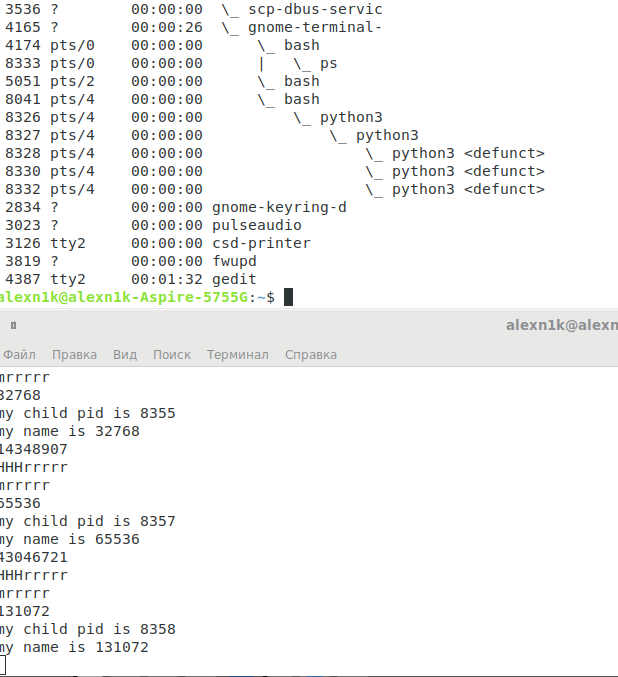 3536 ?        00:00:00  \_ scp-dbus-servic
4165 ?        00:00:26  \_ gnome-terminal-
4174 pts/0    00:00:00      \_ bash
8333 pts/0    00:00:00      |   \_ ps
5051 pts/2    00:00:00      \_ bash
8041 pts/4    00:00:00      \_ bash
8326 pts/4    00:00:00          \_ python3
8327 pts/4    00:00:00              \_ python3
8328 pts/4    00:00:00                  \_ python3 <defunct>
8330 pts/4    00:00:00                  \_ python3 <defunct>
8332 pts/4    00:00:00                  \_ python3 <defunct>
2834 ?        00:00:00 gnome-keyring-d
3023 ?        00:00:00 pulseaudio
3126 tty2     00:00:00 csd-printer
3819 ?        00:00:00 fwupd
4387 tty2     00:01:32 gedit
alexn1k@alexn1k-Aspire-5755G:~$
alexn1k@alexn
Файл Правка Вид Поиск Терминал Справка
mrrrrr
32768
my child pid is 8355
my name is 32768
14348907
HHHrrrrr
mrrrrr
65536
my child pid is 8357
my name is 65536
43046721
HHHrrrrr
mrrrrr
131072
my child pid is 8358
my name is 131072